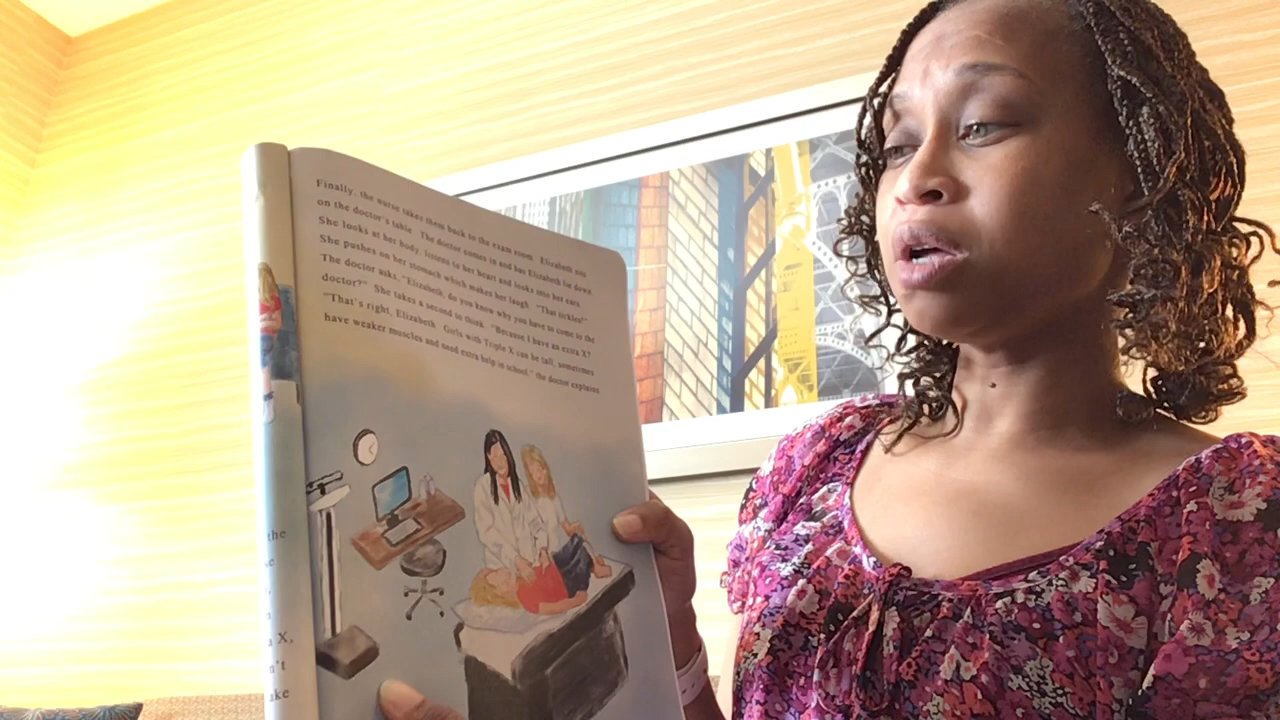 Finally, the nurse takes them back to the exam room. Elizabeth sits
on the doctor's table. The doctor comes in and has Elizabeth lie down.
She looks at her body, listens to her heart and looks into her ears.
She pushes on her stomach which makes her laugh. "That tickles!"
The doctor asks, "Elizabeth, do you know why you have to come to the
doctor?" She takes a second to think. "Because I have an extra X?
"That's right, Elizabeth. Girls with Triple X can be tall, sometimes
have weaker muscles and need extra help in school," the doctor explains.
the
X,
n't
ake